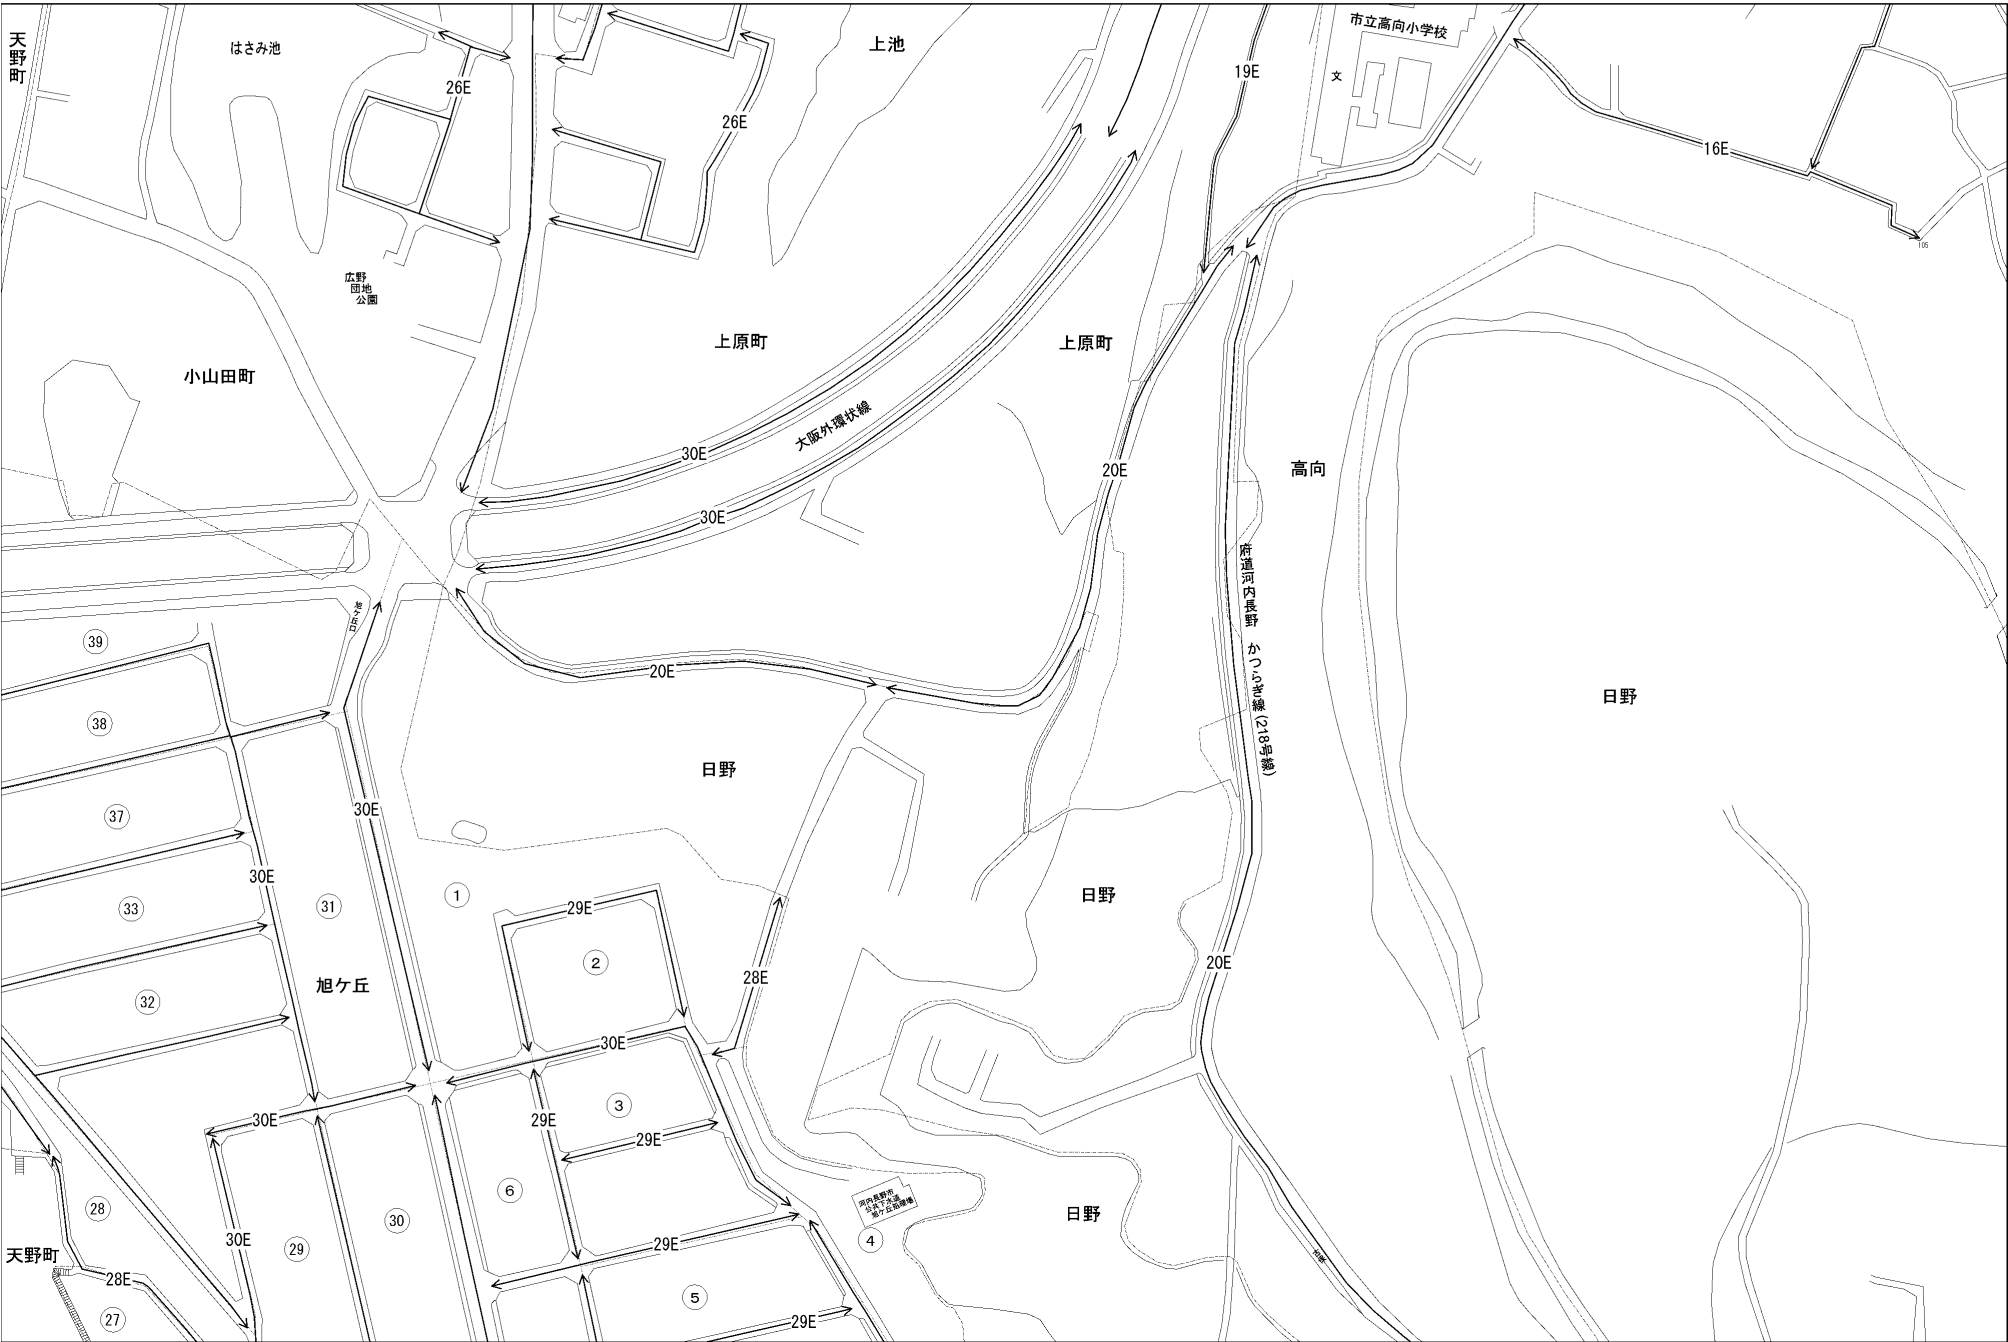 天野町
はさみ池
上池
市立高向小学校
文
26E
26E
19E
16E
105
広野
団地
公園
小山田町
上原町
上原町
大阪外環状線
30E
30E
20E
高向
府道河内長野 かつらぎ線(218号線)
旭ケ丘口
39
20E
38
日野
日野
37
30E
30E
33
31
1
29E
2
日野
28E
20E
32
旭ケ丘
30E
30E
29E
3
29E
6
28
30
河内長野市
公共下水道
旭ケ丘処理場
日野
4
天野町
30E
29
29E
28E
27
5
29E